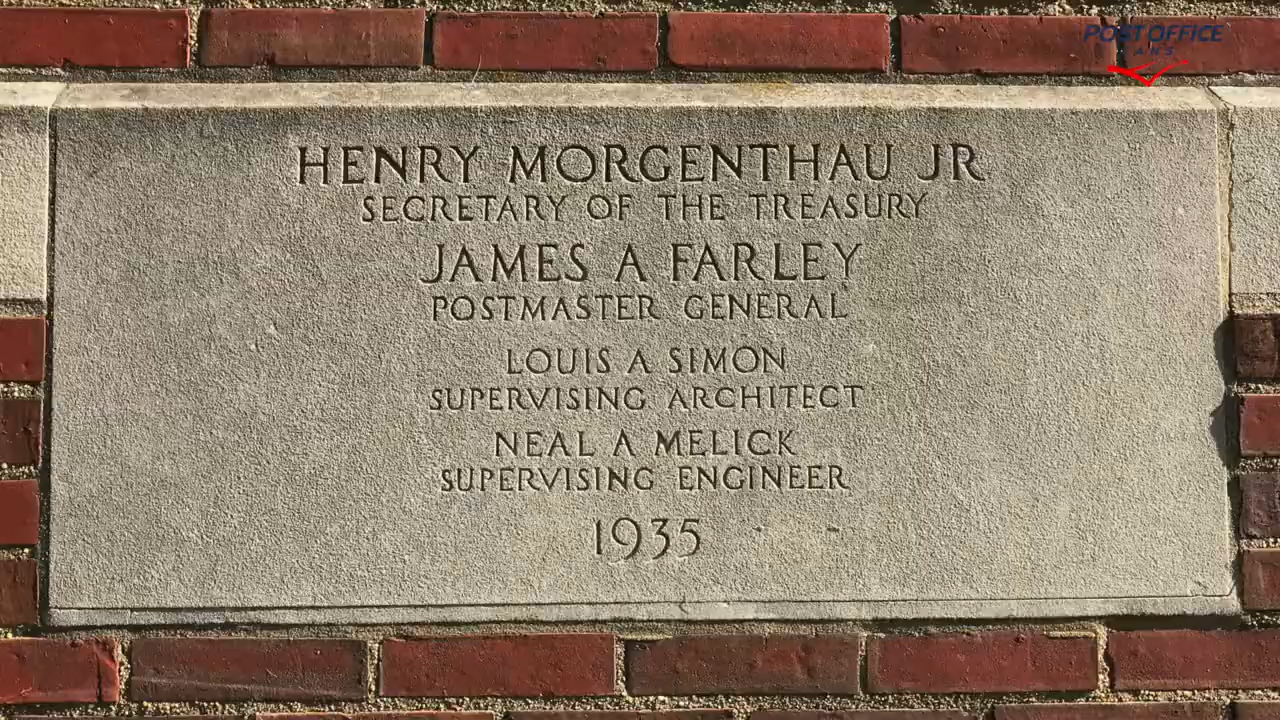 POST OFFICE
FANS
HENRY MORGENTHAU JR
SECRETARY OF THE TREASURY
JAMES A FARLEY
POSTMASTER GENERAL
LOUIS A SIMON
SUPERVISING ARCHITECT
NEAL A MELICK
SUPERVISING ENGINEER
1935